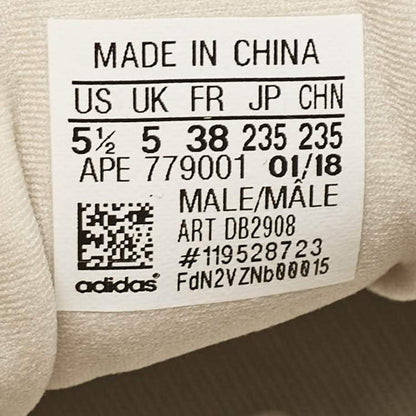 MADE IN CHINA
US UK FR JP CHN
5½ 5 38 235 235
APE 779001 01/18
MALE/MÂLE
ART DB2908
#119528723
adidas FdN2VZNb00015